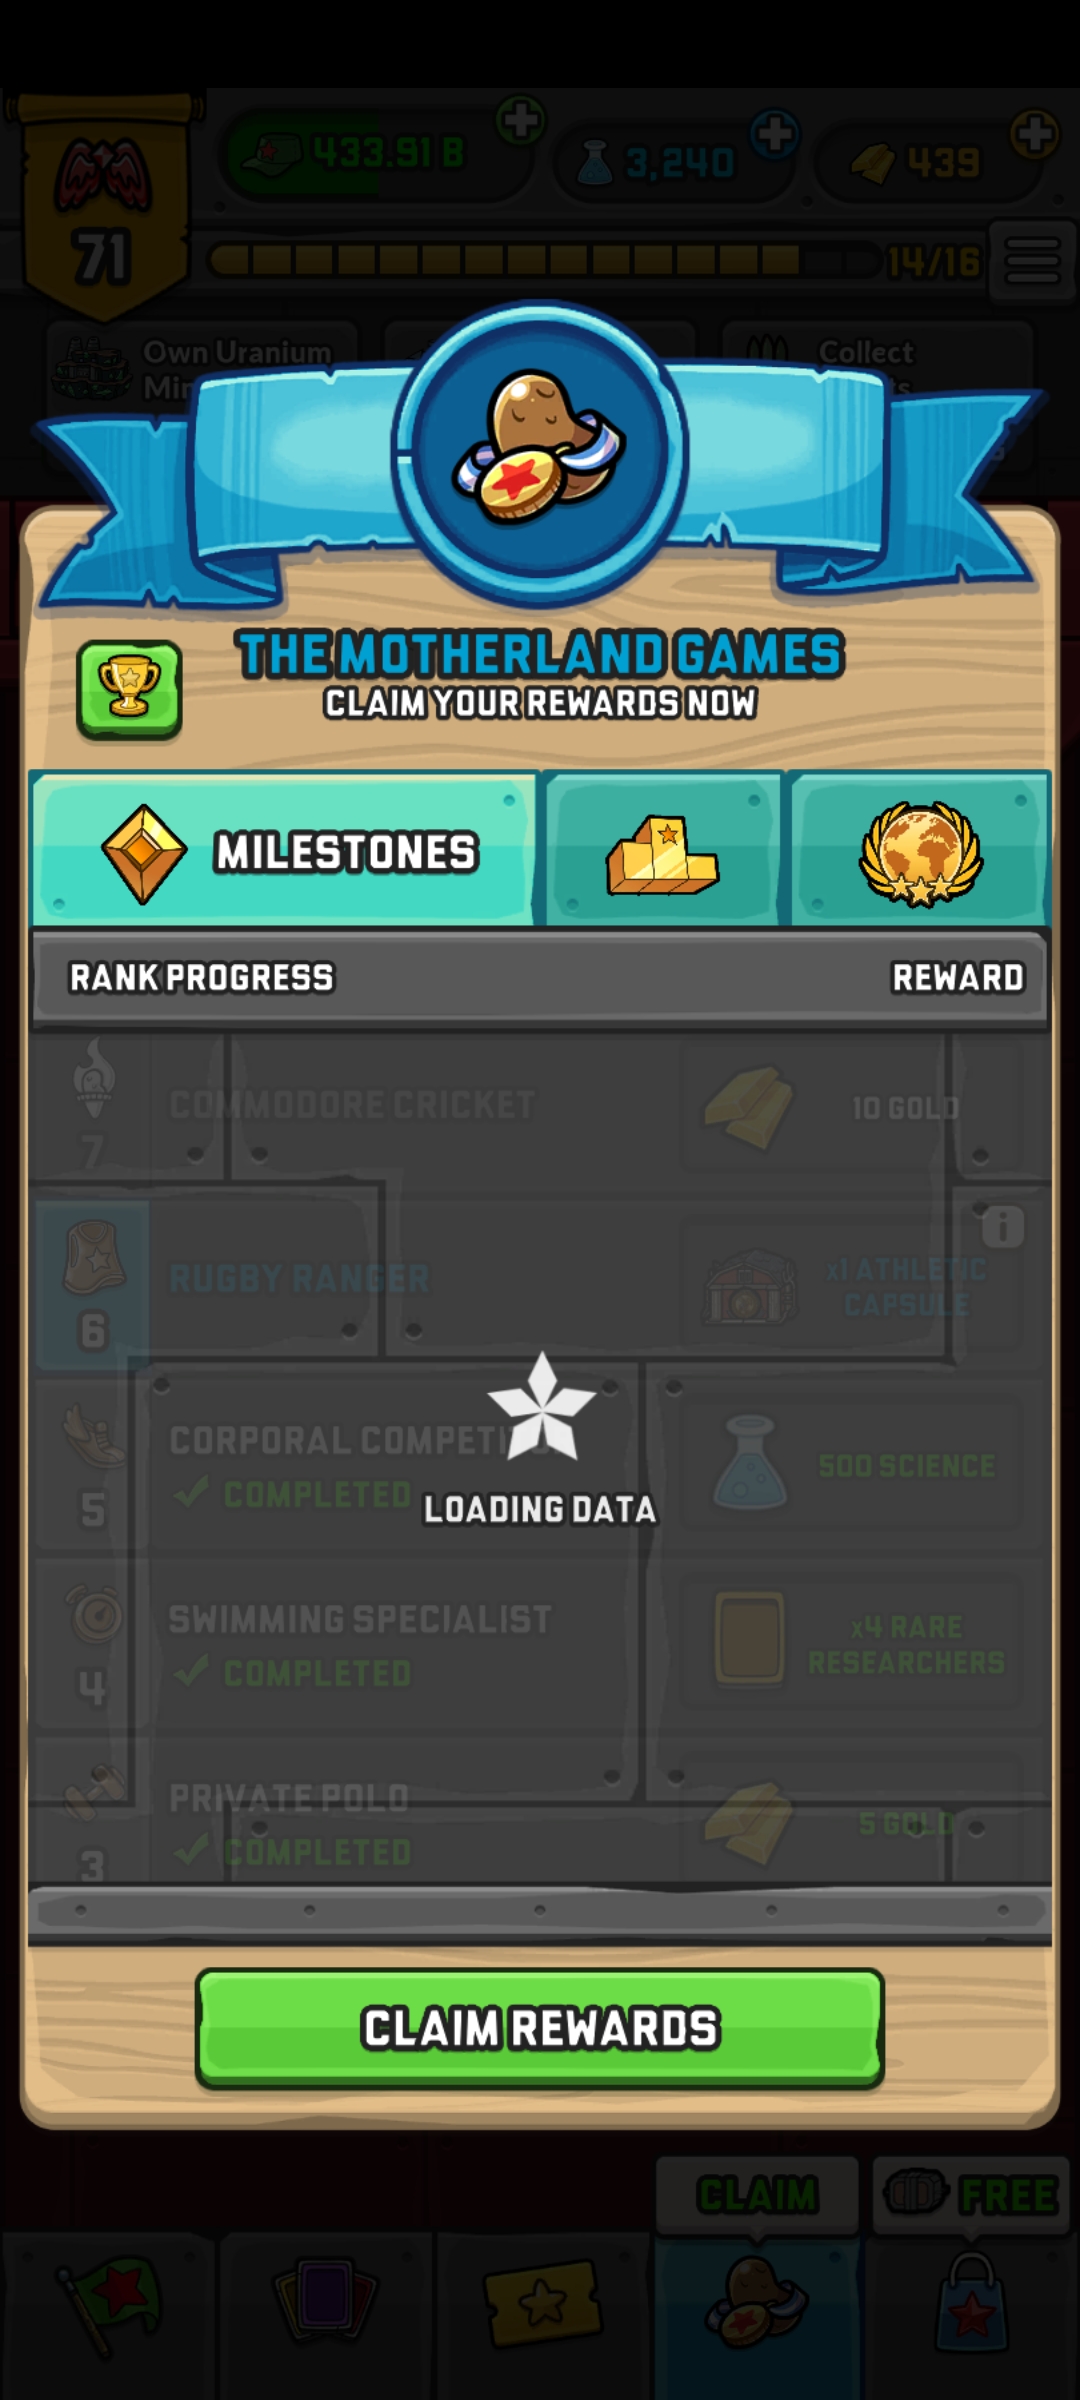 433.91 B
3,240
439
71
14/16
Own Uranium
Collect
THE MOTHERLAND GAMES
CLAIM YOUR REWARDS NOW
MILESTONES
RANK PROGRESS
REWARD
COMMODORE CRICKET
10 GOLD
7
RUGBY RANGER
x1 ATHLETIC
CAPSULE
6
CORPORAL COMPETI
500 SCIENCE
COMPLETED
5
LOADING DATA
SWIMMING SPECIALIST
x4 RARE
RESEARCHERS
COMPLETED
4
PRIVATE POLO
5 GOLD
COMPLETED
3
CLAIM REWARDS
CLAIM
FREE